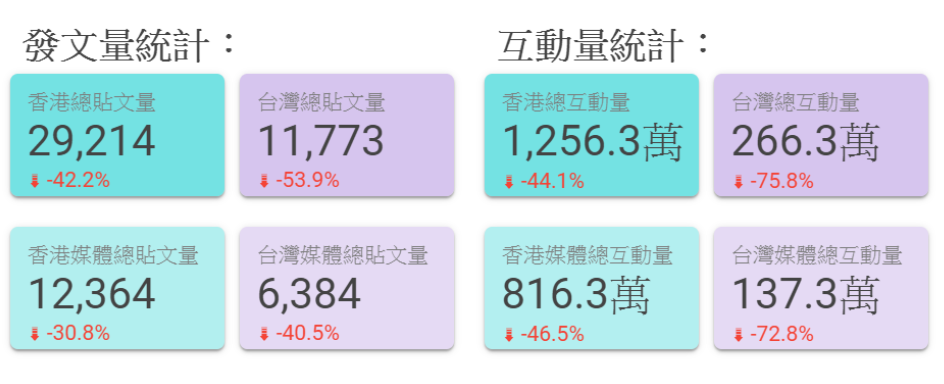 發文量統計：
香港總貼文量
29,214
-42.2%
台灣總貼文量
11,773
-53.9%
香港媒體總貼文量
12,364
-30.8%
台灣媒體總貼文量
6,384
-40.5%
互動量統計：
香港總互動量
1,256.3萬
-44.1%
台灣總互動量
266.3萬
-75.8%
香港媒體總互動量
816.3萬
-46.5%
台灣媒體總互動量
137.3萬
-72.8%